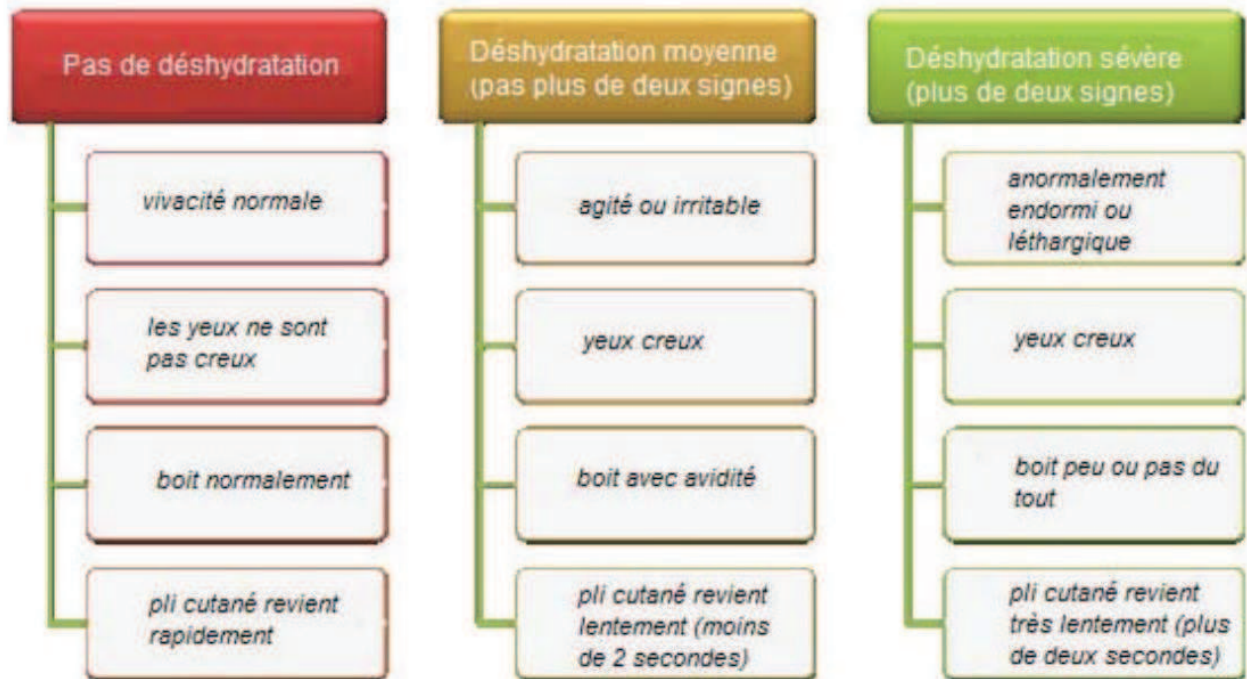 Pas de déshydratation
vivacité normale
les yeux ne sont
pas creux
boit normalement
pli cutané revient
rapidement
Déshydratation moyenne
(pas plus de deux signes)
agité ou irritable
yeux creux
boit avec avidité
pli cutané revient
lentement (moins
de 2 secondes)
Déshydratation sévère
(plus de deux signes)
anormalement
endormi ou
léthargique
yeux creux
boit peu ou pas du
tout
pli cutané revient
très lentement (plus
de deux secondes)